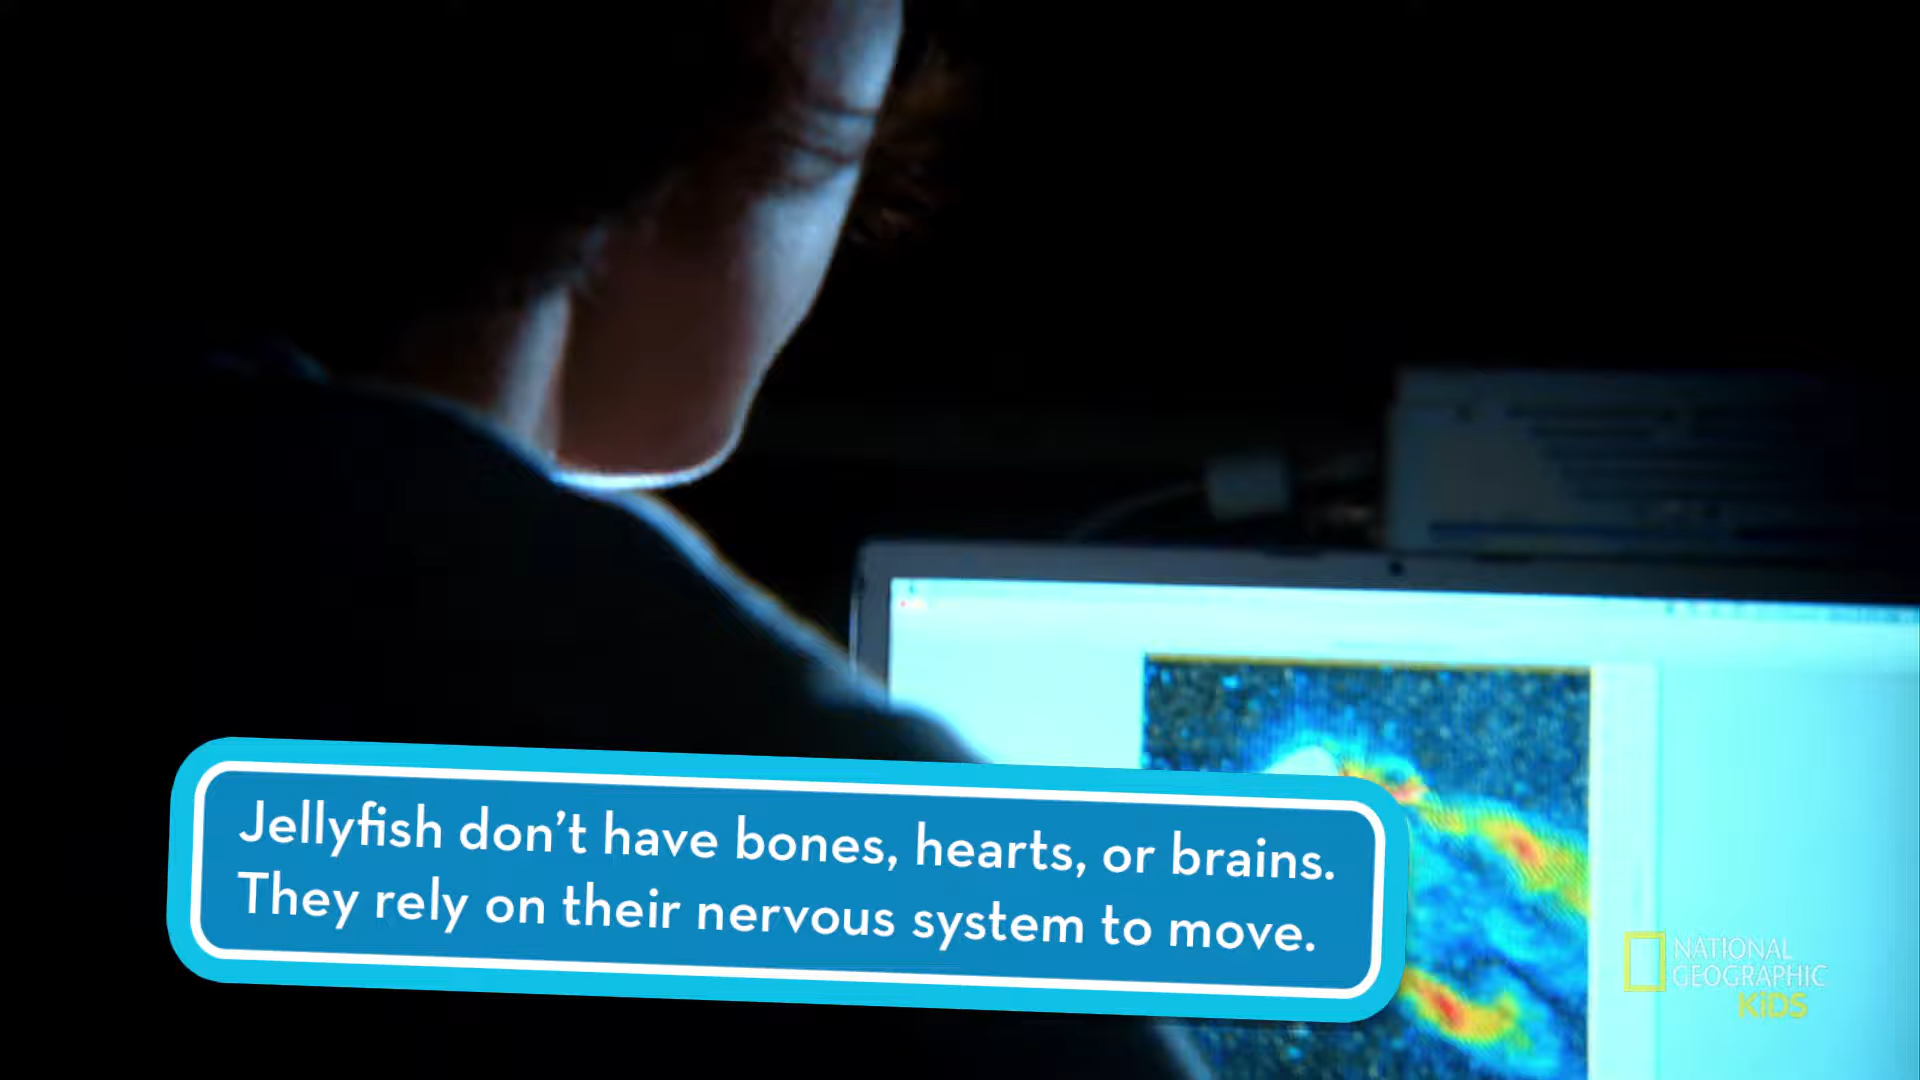 Jellyfish don't have bones, hearts, or brains.
They rely on their nervous system to move.
NATIONAL
GEOGRAPHIC
KiDS